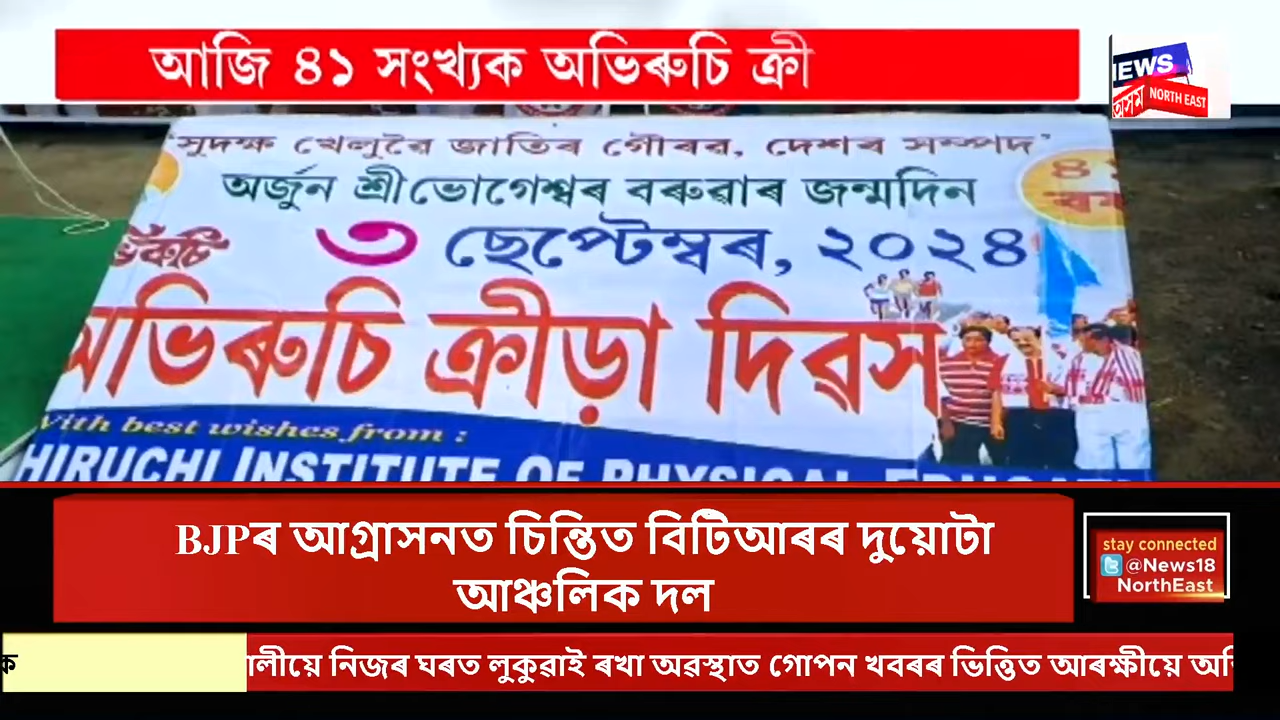 আজি ৪১ সংখ্যক অভিৰুচি ক্ৰী
NEWS
অসম NORTH EAST
'সুদক্ষ খেলুৱৈ জাতিৰ গৌৰৱ, দেশৰ সম্পদ'
অৰ্জুন শ্ৰীভোগেশ্বৰ বৰুৱাৰ জন্মদিন
৩ ছেপ্টেম্বৰ, ২০২৪
অভিৰুচি ক্ৰীড়া দিৱস
With best wishes from :
HIRUCHI INSTITUTE OF PHYSICAL EDUCATI
BJPৰ আগ্ৰাসনত চিন্তিত বিটিআৰৰ দুয়োটা
আঞ্চলিক দল
stay connected
@News18
NorthEast
ক
ালীয়ে নিজৰ ঘৰত লুকুৱাই ৰখা অৱস্থাত গোপন খবৰৰ ভিত্তিত আৰক্ষীয়ে অ